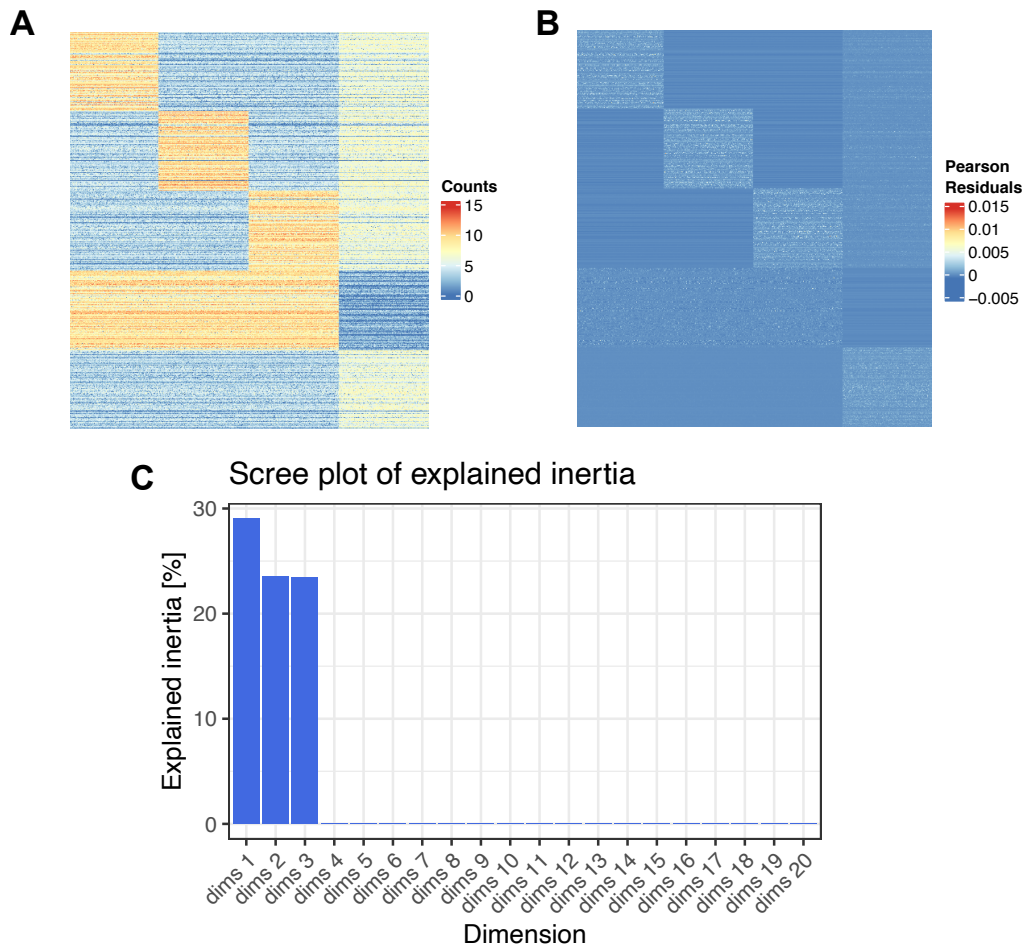 A
B
Counts
15
10
5
0
Pearson
Residuals
0.015
0.01
0.005
0
−0.005
C
Scree plot of explained inertia
Explained inertia [%]
30
20
10
0
dims 1
dims 2
dims 3
dims 4
dims 5
dims 6
dims 7
dims 8
dims 9
dims 10
dims 11
dims 12
dims 13
dims 14
dims 15
dims 16
dims 17
dims 18
dims 19
dims 20
Dimension